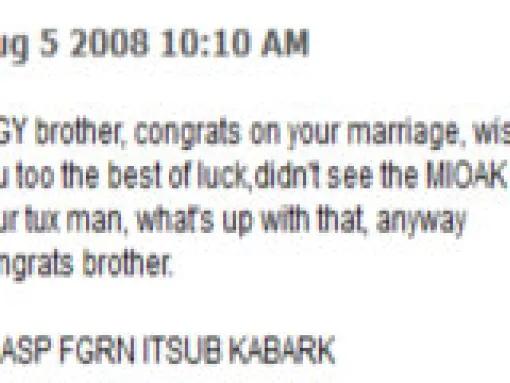 ug 5 2008 10:10 AM
GY brother, congrats on your marriage, wis
u too the best of luck,didn't see the MIOAK
ur tux man, what's up with that, anyway
ngrats brother.
ASP FGRN ITSUB KABARK